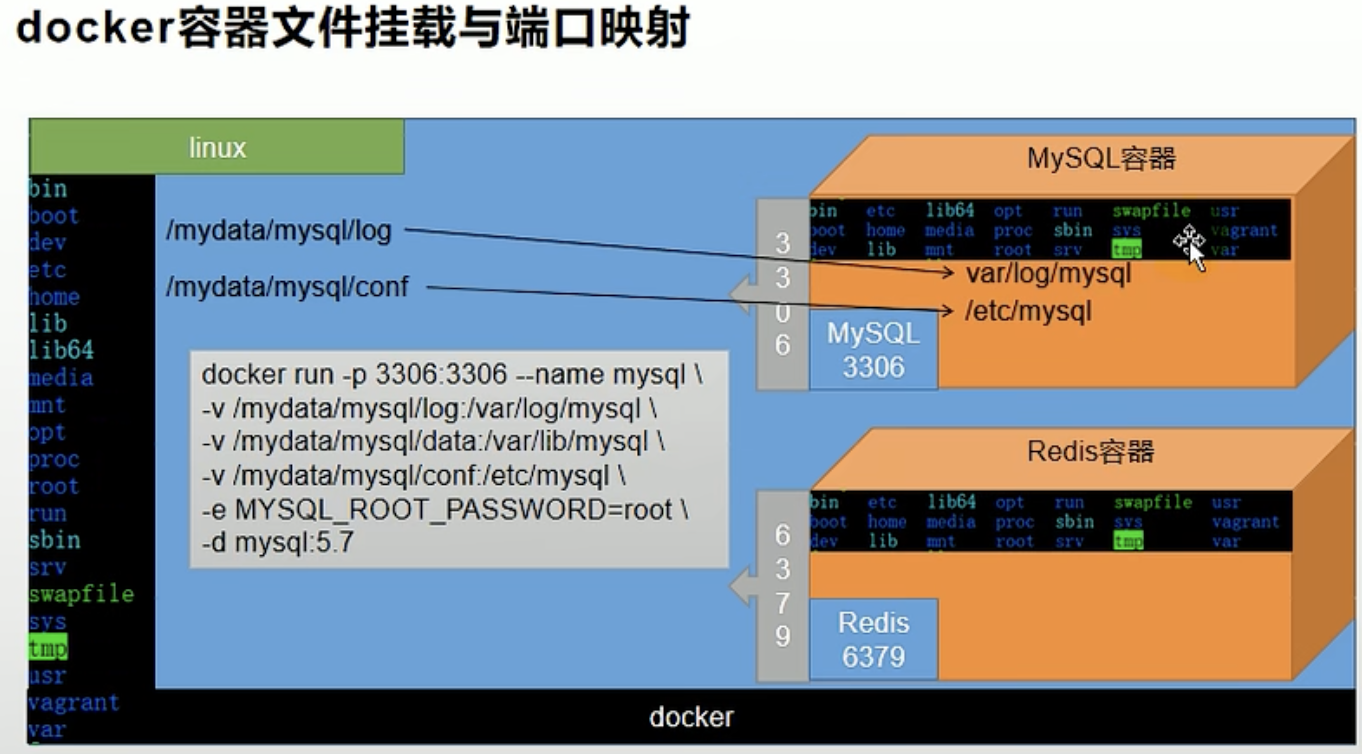 docker容器文件挂载与端口映射
linux
bin
boot
dev
etc
home
lib
lib64
media
mnt
opt
proc
root
run
sbin
srv
swapfile
sys
tmp
usr
vagrant
var
/mydata/mysql/log
/mydata/mysql/conf
docker run -p 3306:3306 --name mysql \
-v /mydata/mysql/log:/var/log/mysql \
-v /mydata/mysql/data:/var/lib/mysql \
-v /mydata/mysql/conf:/etc/mysql \
-e MYSQL_ROOT_PASSWORD=root \
-d mysql:5.7
MySQL容器
bin etc lib64 opt run swapfile usr
boot home media proc sbin sys vagrant
dev lib mnt root srv tmp var
3
3
0
6
var/log/mysql
/etc/mysql
MySQL
3306
Redis容器
bin etc lib64 opt run swapfile usr
boot home media proc sbin sys vagrant
dev lib mnt root srv tmp var
6
3
7
9
Redis
6379
docker